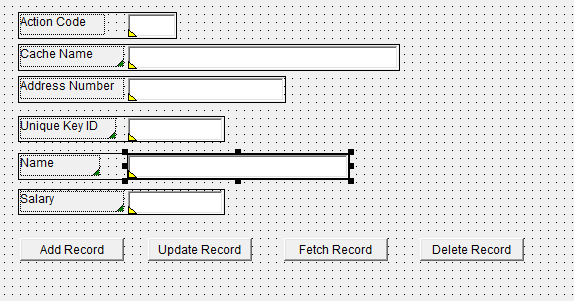 Action Code
Cache Name
Address Number
Unique Key ID
Name
Salary
Add Record Update Record Fetch Record Delete Record